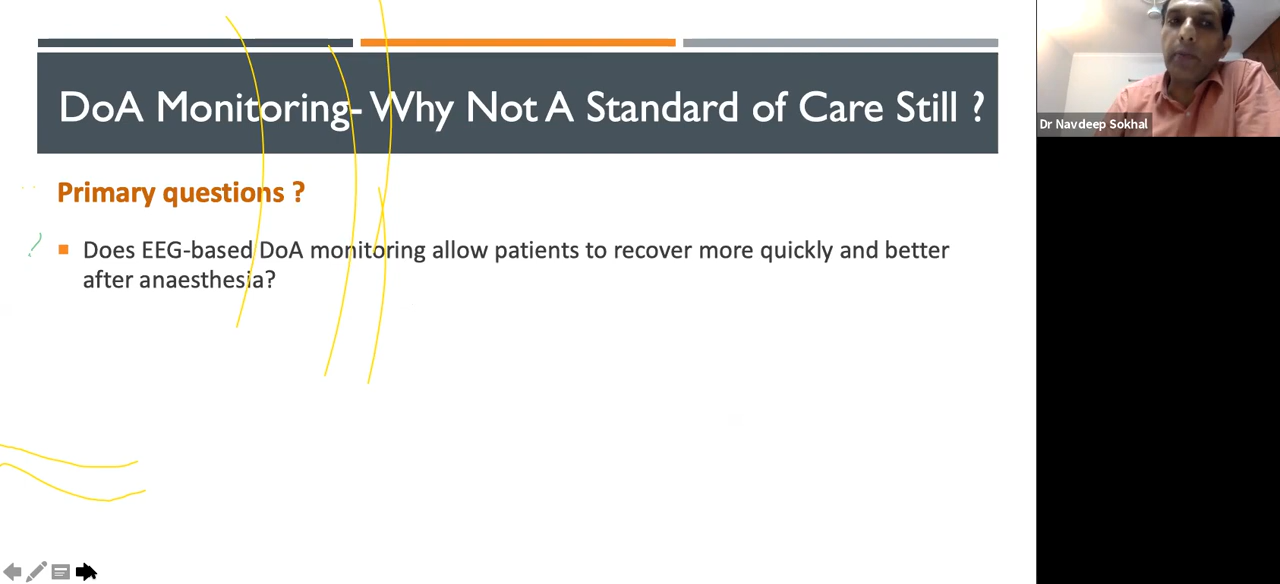 DoA Monitoring- Why Not A Standard of Care Still ?
Dr Navdeep Sokhal
Primary questions ?
Does EEG-based DoA monitoring allow patients to recover more quickly and better
after anaesthesia?